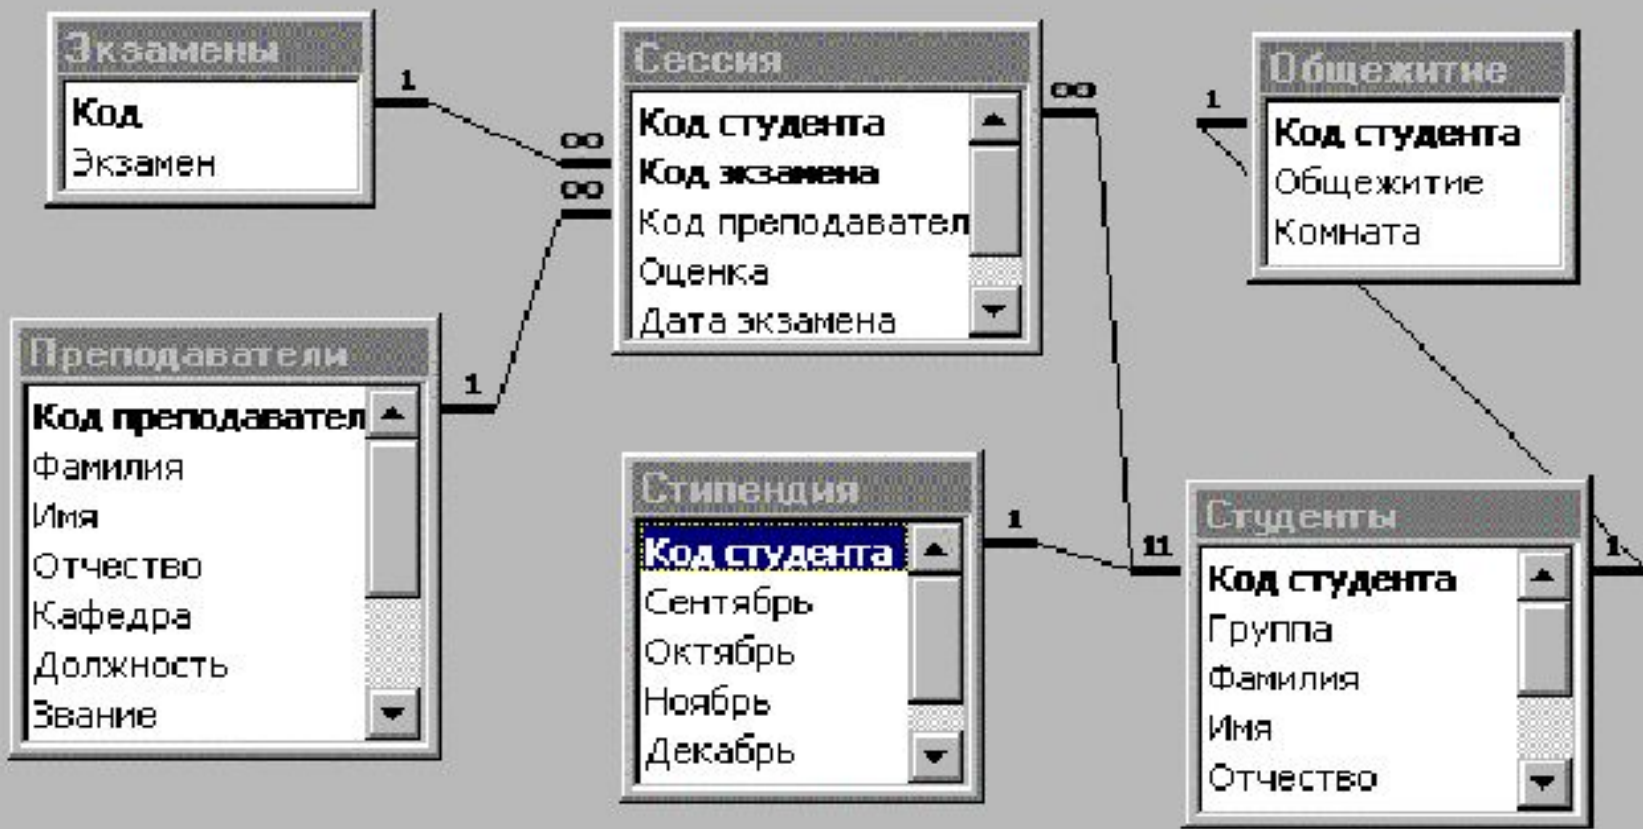 Экзамены
Код
Экзамен
1
∞
∞
Сессия
Код студента
Код экзамена
Код преподавател
Оценка
Дата экзамена
∞
1
Общежитие
Код студента
Общежитие
Комната
Преподаватели
Код преподавател
Фамилия
Имя
Отчество
Кафедра
Должность
Звание
1
Стипендия
Код студента
Сентябрь
Октябрь
Ноябрь
Декабрь
1
11
Студенты
Код студента
Группа
Фамилия
Имя
Отчество
1